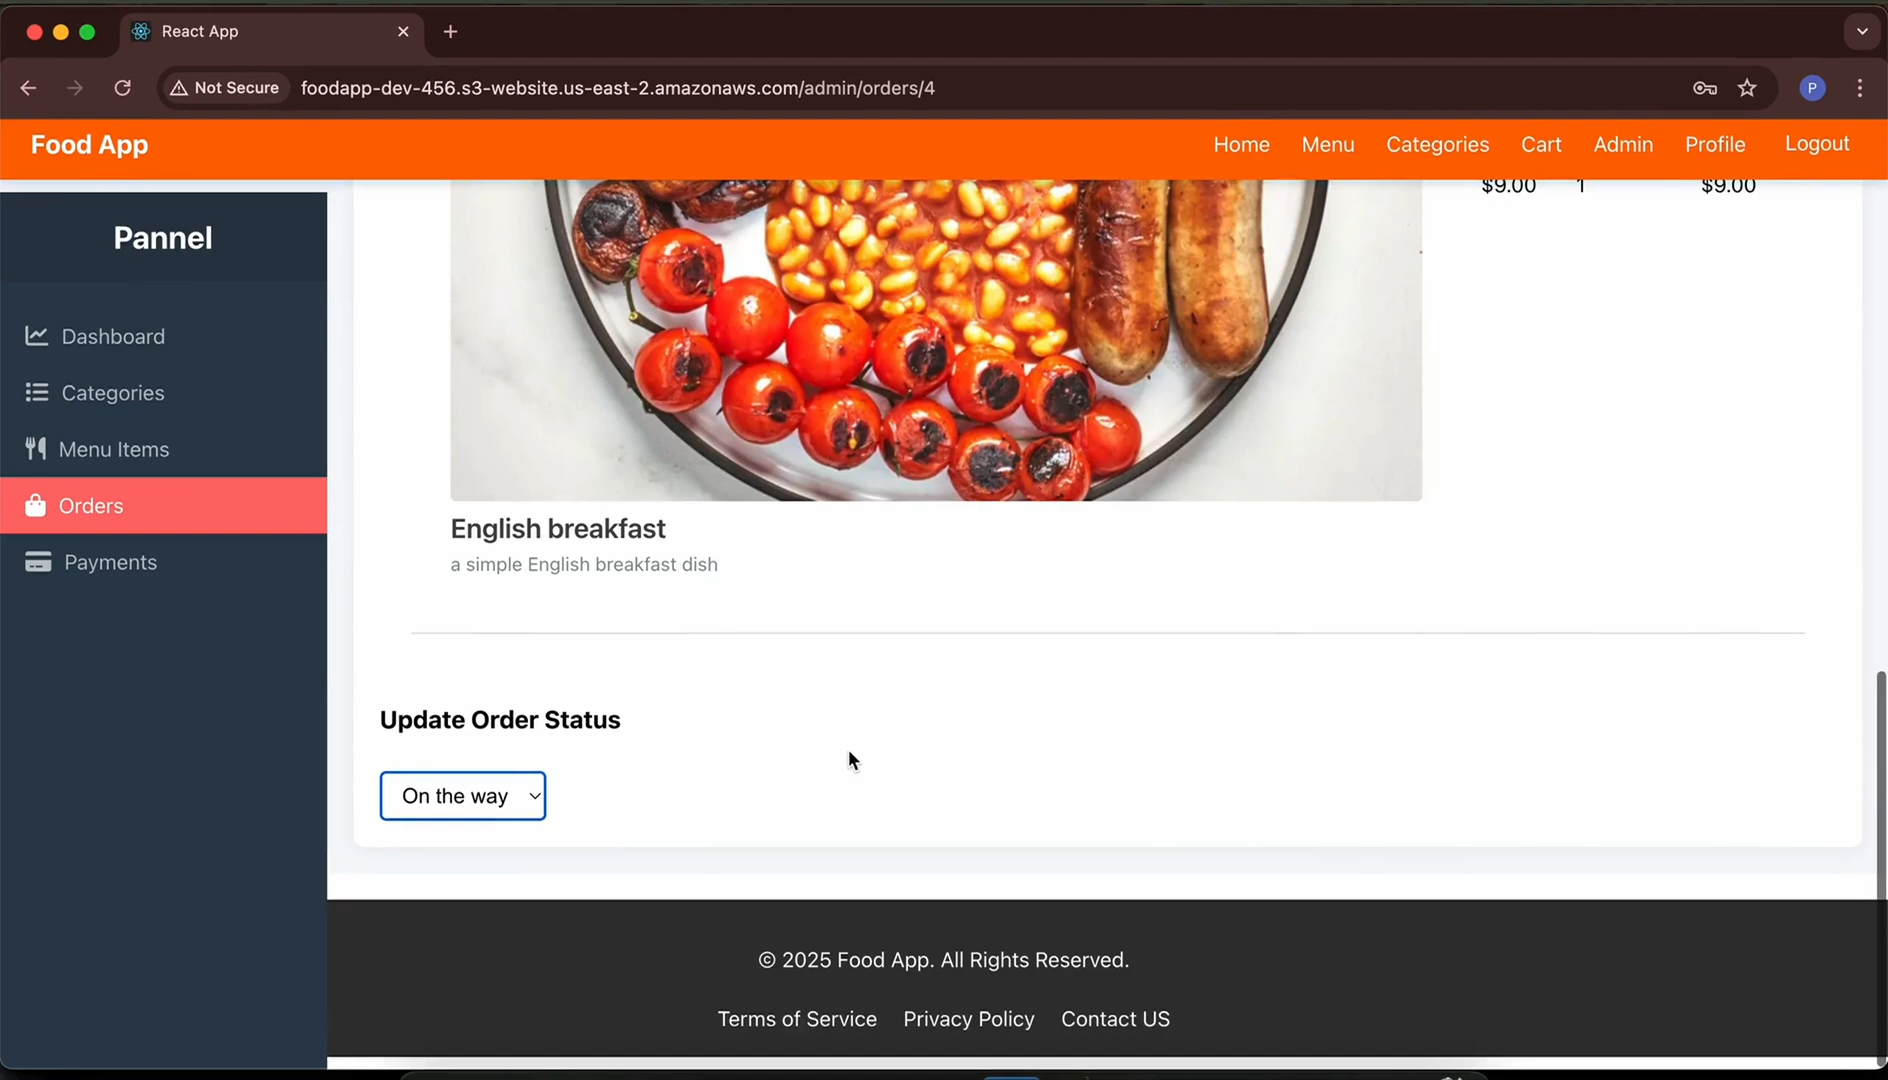 React App
Not Secure
foodapp-dev-456.s3-website.us-east-2.amazonaws.com/admin/orders/4
P
Food App
Home Menu Categories Cart Admin Profile Logout
Pannel
Dashboard
Categories
Menu Items
Orders
Payments
$9.00 1 $9.00
English breakfast
a simple English breakfast dish
Update Order Status
On the way
© 2025 Food App. All Rights Reserved.
Terms of Service Privacy Policy Contact US